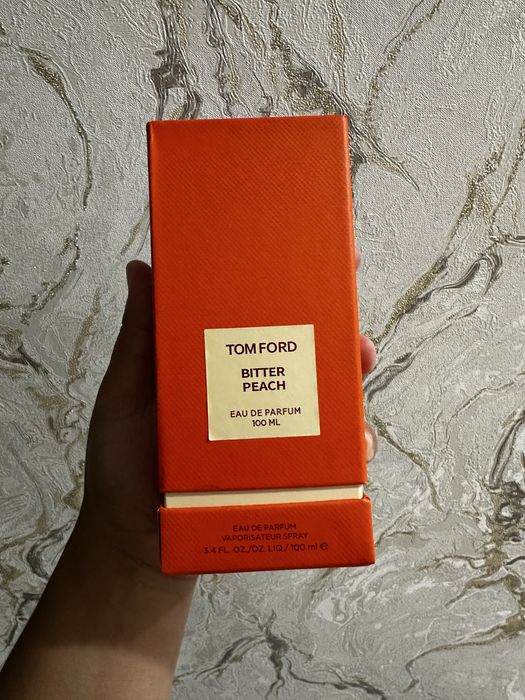 TOM FORD
BITTER
PEACH
EAU DE PARFUM
100 ML
EAU DE PARFUM
VAPORISATEUR SPRAY
3.4 FL. OZ./OZ. LIQ./ 100 ml ℮